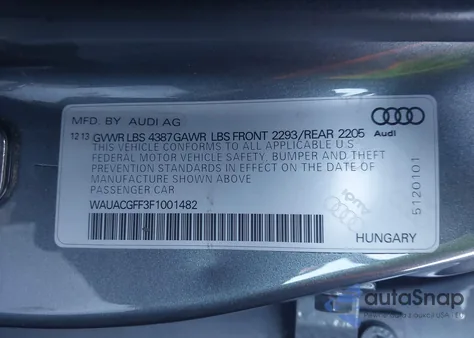 MFD. BY AUDI AG
12 13 GVWR LBS 4387 GAWR LBS FRONT 2293/REAR 2205
THIS VEHICLE CONFORMS TO ALL APPLICABLE U.S
FEDERAL MOTOR VEHICLE SAFETY, BUMPER AND THEFT
PREVENTION STANDARDS IN EFFECT ON THE DATE OF
MANUFACTURE SHOWN ABOVE
PASSENGER CAR
WAUACGFF3F1001482
Audi
5120101
HUNGARY
autoSnap